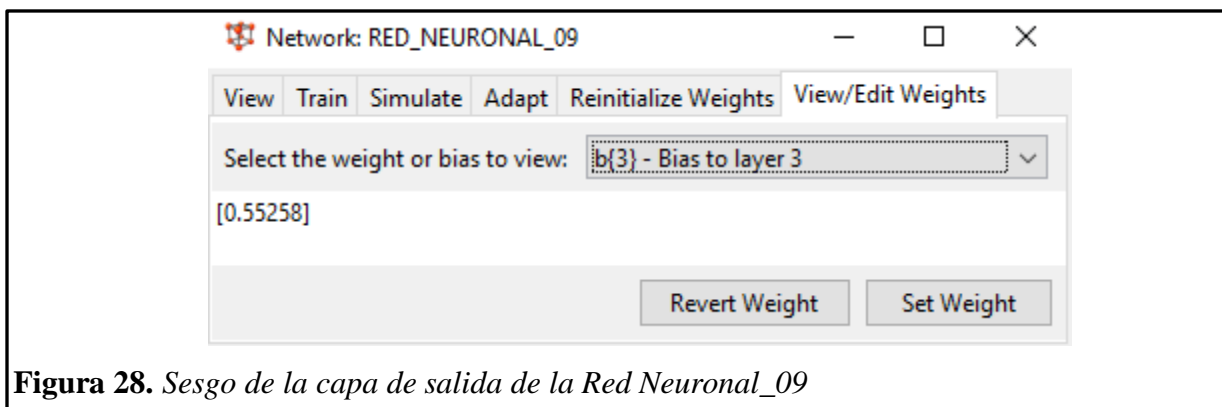 Network: RED_NEURONAL_09
View Train Simulate Adapt Reinitialize Weights View/Edit Weights
Select the weight or bias to view: b{3} - Bias to layer 3
[0.55258]
Revert Weight Set Weight
Figura 28. Sesgo de la capa de salida de la Red Neuronal_09